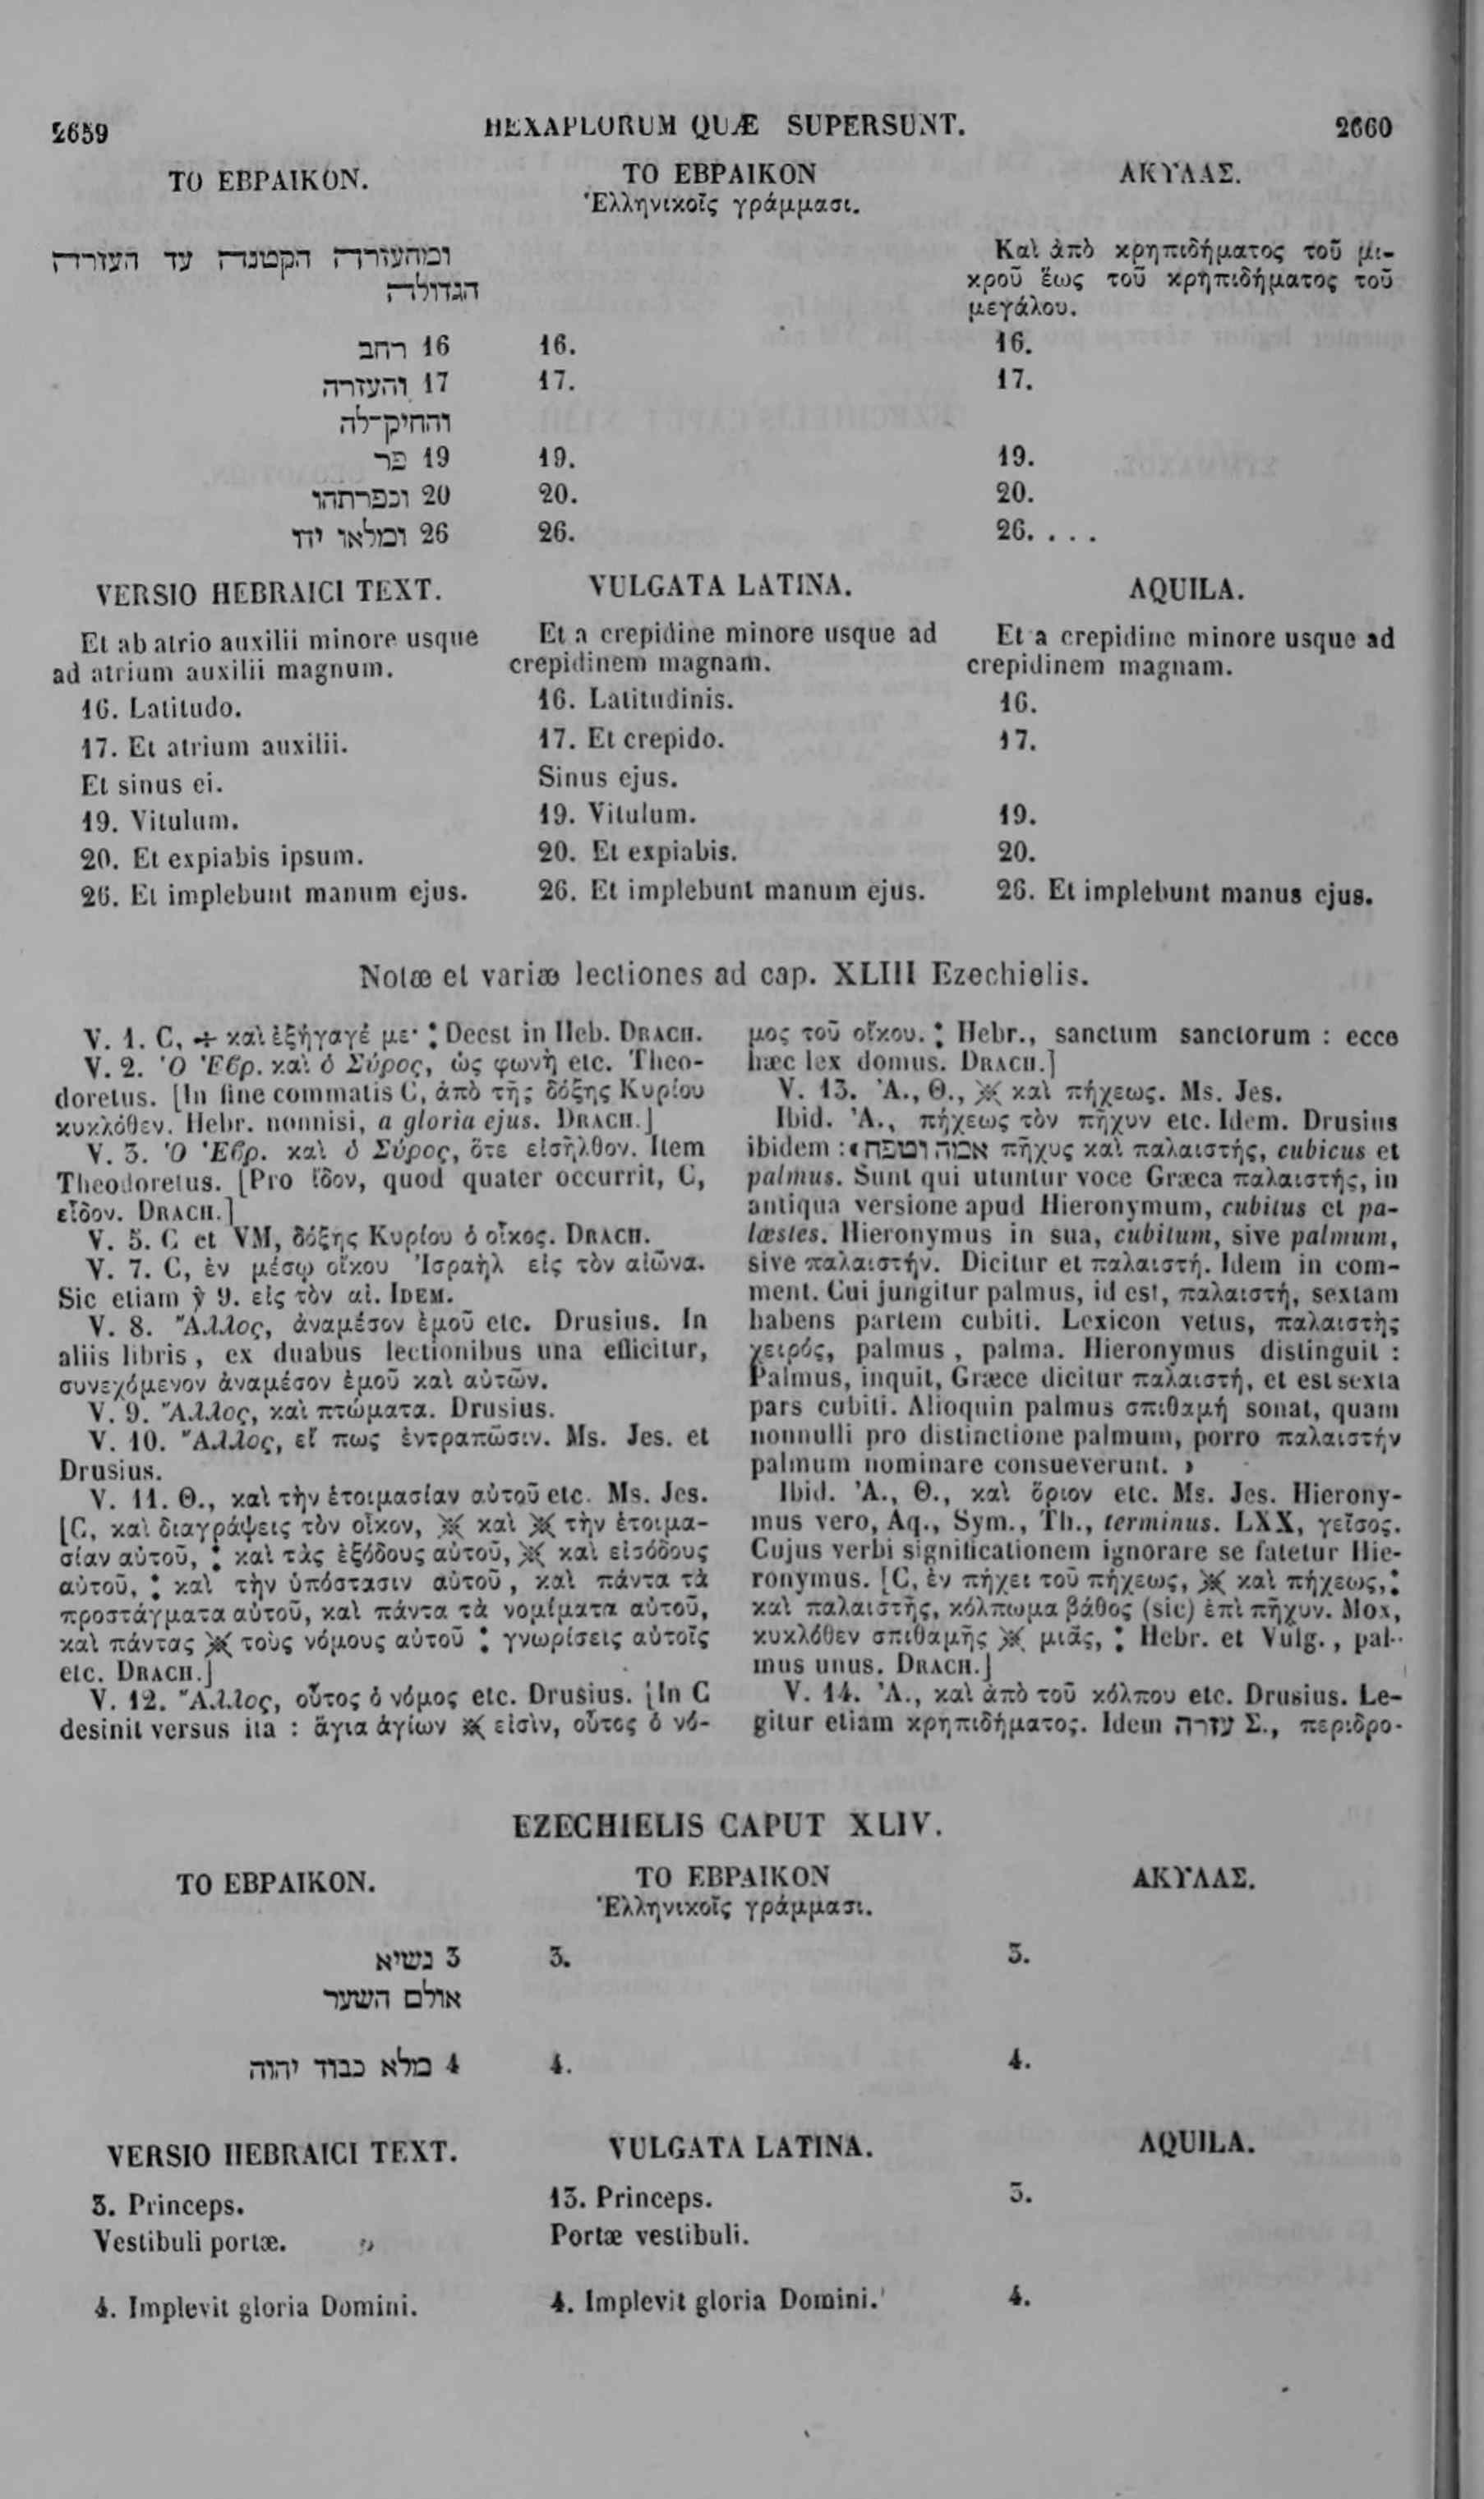 2659
HEXAPLORUM QUÆ SUPERSUNT.
2660
ΤΟ ΕΒΡΑΙΚΟΝ.
ΤΟ ΕΒΡΑΙΚΟΝ
Ἑλληνικοῖς γράμμασι.
ΑΚΥΛΑΣ.
ומהעזרה הקטנה עד העזרה
הגדולה
16 רחב
17 והעזרה
והחיק־לה
19 פר
20 וכפרתהו
26 ומלאו ידו
16.
17.
19.
20.
26.
Καὶ ἀπὸ κρηπιδήματος τοῦ μι-
κροῦ ἕως τοῦ κρηπιδήματος τοῦ
μεγάλου.
16.
17.
19.
20.
26. . . .
VERSIO HEBRAICI TEXT.
Et ab atrio auxilii minore usque
ad atrium auxilii magnum.
16. Latitudo.
17. Et atrium auxilii.
Et sinus ei.
19. Vitulum.
20. Et expiabis ipsum.
26. Et implebunt manum ejus.
VULGATA LATINA.
Et a crepidine minore usque ad
crepidinem magnam.
16. Latitudinis.
17. Et crepido.
Sinus ejus.
19. Vitulum.
20. Et expiabis.
26. Et implebunt manum ejus.
AQUILA.
Et a crepidine minore usque ad
crepidinem magnam.
16.
17.
19.
20.
26. Et implebunt manus ejus.
Notæ et variæ lectiones ad cap. XLIII Ezechielis.
V. 1. C, ÷ καὶ ἐξήγαγέ με· : Deest in Heb. DRACH.
V. 2. Ὁ Ἑβρ. καὶ ὁ Σύρος, ὡς φωνὴ etc. Theo-
doretus. [In fine commatis C, ἀπὸ τῆς δόξης Κυρίου
κυκλόθεν. Hebr. nonnisi, a gloria ejus. DRACH.]
V. 3. Ὁ Ἑβρ. καὶ ὁ Σύρος, ὅτε εἰσῆλθον. Item
Theodoretus. [Pro ἴδον, quod quater occurrit, C,
εἶδον. DRACH.]
V. 5. C et VM, δόξης Κυρίου ὁ οἶκος. DRACH.
V. 7. C, ἐν μέσῳ οἴκου Ἰσραὴλ εἰς τὸν αἰῶνα.
Sic etiam ℣ 9. εἰς τὸν αἰ. IDEM.
V. 8. Ἄλλος, ἀναμέσον ἐμοῦ etc. Drusius. In
aliis libris, ex duabus lectionibus una efficitur,
συνεχόμενον ἀναμέσον ἐμοῦ καὶ αὐτῶν.
V. 9. Ἄλλος, καὶ πτώματα. Drusius.
V. 10. Ἄλλος, εἴ πως ἐντραπῶσιν. Ms. Jes. et
Drusius.
V. 11. Θ., καὶ τὴν ἑτοιμασίαν αὐτοῦ etc. Ms. Jes.
[C, καὶ διαγράψεις τὸν οἶκον, ※ καὶ ※ τὴν ἑτοιμα-
σίαν αὐτοῦ, : καὶ τὰς ἐξόδους αὐτοῦ, ※ καὶ εἰσόδους
αὐτοῦ, : καὶ τὴν ὑπόστασιν αὐτοῦ, καὶ πάντα τὰ
προστάγματα αὐτοῦ, καὶ πάντα τὰ νομίματα αὐτοῦ,
καὶ πάντας ※ τοὺς νόμους αὐτοῦ : γνωρίσεις αὐτοῖς
etc. DRACH.]
V. 12. Ἄλλος, οὗτος ὁ νόμος etc. Drusius. [In C
desinit versus ita : ἅγια ἁγίων ※ εἰσὶν, οὗτος ὁ νό-
μος τοῦ οἴκου. : Hebr., sanctum sanctorum : ecce
hæc lex domus. DRACH.]
V. 13. Ἀ., Θ., ※ καὶ πήχεως. Ms. Jes.
Ibid. Ἀ., πήχεως τὸν πῆχυν etc. Idem. Drusius
ibidem : « אמה וטפח πῆχυς καὶ παλαιστής, cubicus et
palmus. Sunt qui utuntur voce Græca παλαιστής, in
antiqua versione apud Hieronymum, cubitus et pa-
læstes. Hieronymus in sua, cubitum, sive palmum,
sive παλαιστήν. Dicitur et παλαιστή. Idem in com-
ment. Cui jungitur palmus, id est, παλαιστή, sextam
habens partem cubiti. Lexicon vetus, παλαιστὴς
χειρός, palmus, palma. Hieronymus distinguit :
Palmus, inquit, Græce dicitur παλαιστή, et est sexta
pars cubiti. Alioquin palmus σπιθαμή sonat, quam
nonnulli pro distinctione palmum, porro παλαιστήν
palmum nominare consueverunt. »
Ibid. Ἀ., Θ., καὶ ὅριον etc. Ms. Jes. Hierony-
mus vero, Aq., Sym., Th., terminus. LXX, γεῖσος.
Cujus verbi significationem ignorare se fatetur Hie-
ronymus. [C, ἐν πήχει τοῦ πήχεως, ※ καὶ πήχεως, :
καὶ παλαιστῆς, κόλπωμα βάθος (sic) ἐπὶ πῆχυν. Mox,
κυκλόθεν σπιθαμῆς ※ μιᾶς, : Hebr. et Vulg., pal-
mus unus. DRACH.]
V. 14. Ἀ., καὶ ἀπὸ τοῦ κόλπου etc. Drusius. Le-
gitur etiam κρηπιδήματος. Idem עזרה Σ., περιδρο-
EZECHIELIS CAPUT XLIV.
ΤΟ ΕΒΡΑΙΚΟΝ.
ΤΟ ΕΒΡΑΙΚΟΝ
Ἑλληνικοῖς γράμμασι.
ΑΚΥΛΑΣ.
3 נשיא
אולם השער
4 מלא כבוד יהוה
3.
4.
3.
4.
VERSIO HEBRAICI TEXT.
3. Princeps.
Vestibuli portæ.
4. Implevit gloria Domini.
VULGATA LATINA.
13. Princeps.
Portæ vestibuli.
4. Implevit gloria Domini.
AQUILA.
3.
4.